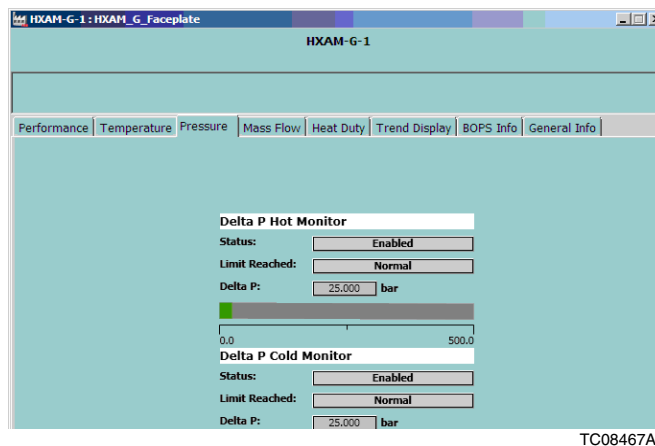 HXAM-G-1 : HXAM_G_Faceplate
HXAM-G-1
Performance Temperature Pressure Mass Flow Heat Duty Trend Display BOPS Info General Info
Delta P Hot Monitor
Status: Enabled
Limit Reached: Normal
Delta P: 25.000 bar
0.0 500.0
Delta P Cold Monitor
Status: Enabled
Limit Reached: Normal
Delta P: 25.000 bar
TC08467A